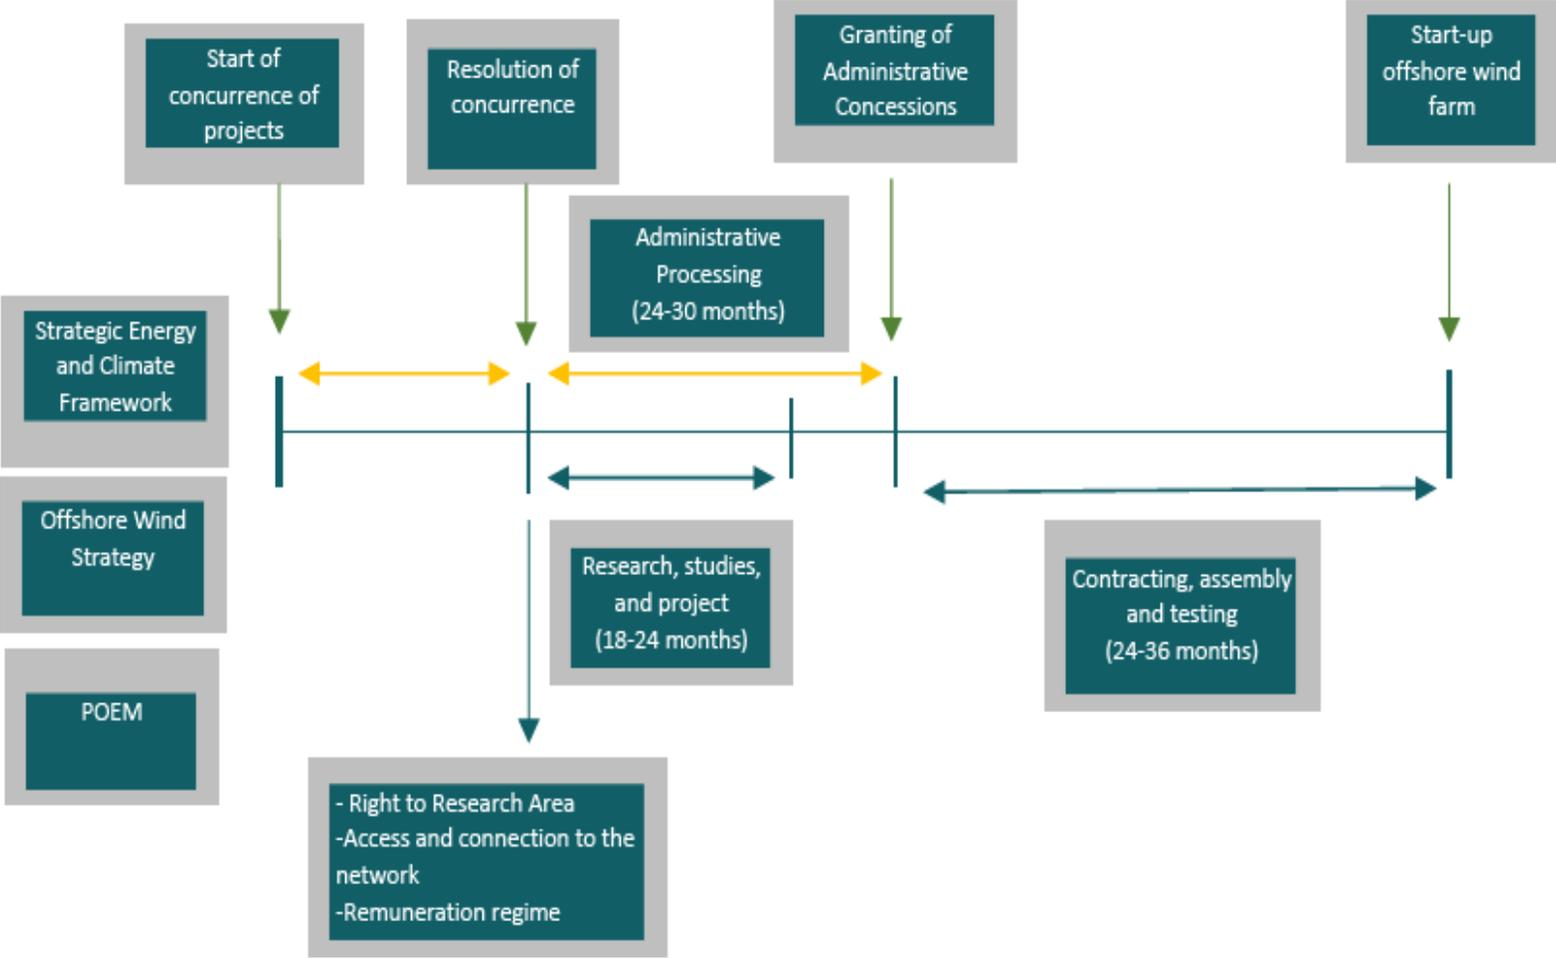 Start of
concurrence of
projects
Resolution of
concurrence
Granting of
Administrative
Concessions
Start-up
offshore wind
farm
Administrative
Processing
(24-30 months)
Strategic Energy
and Climate
Framework
Offshore Wind
Strategy
POEM
Research, studies,
and project
(18-24 months)
Contracting, assembly
and testing
(24-36 months)
- Right to Research Area
-Access and connection to the
network
-Remuneration regime